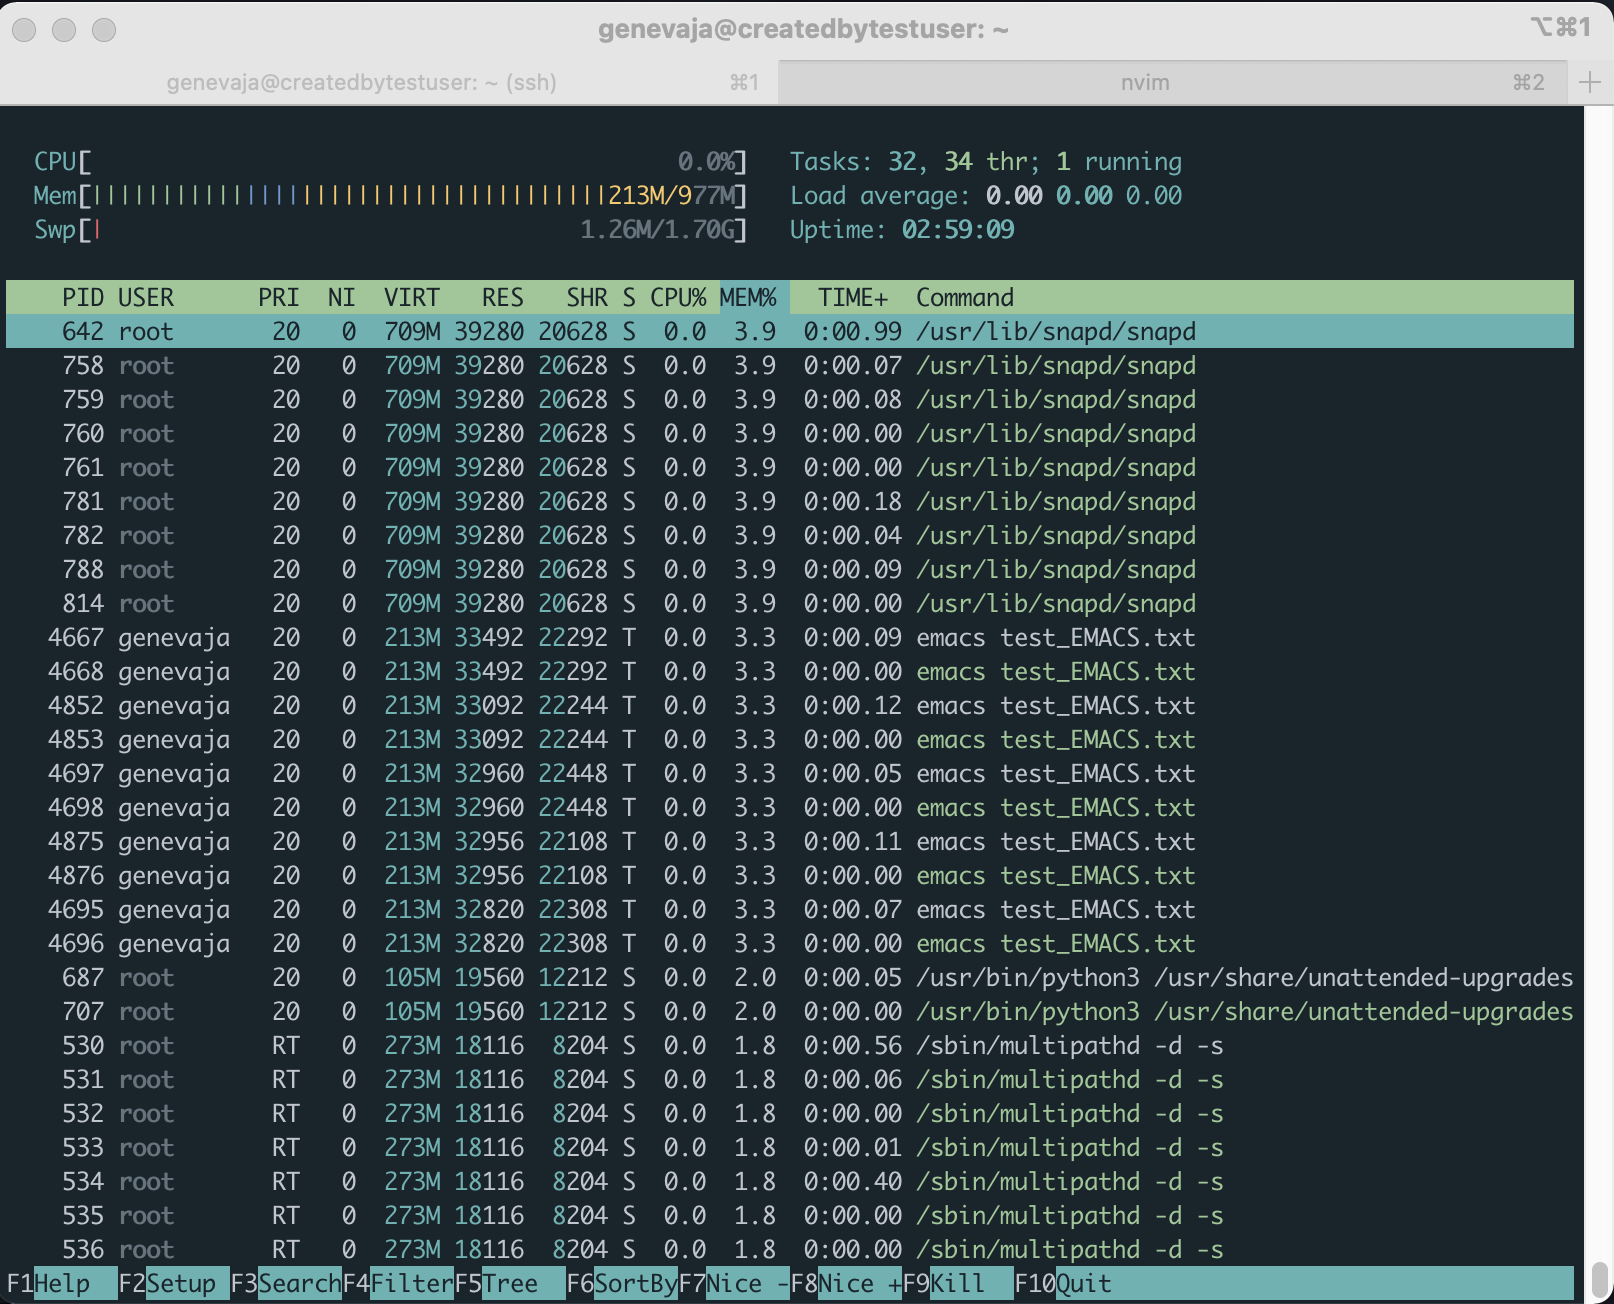 genevaja@createdbytestuser: ~ ⌥⌘1
genevaja@createdbytestuser: ~ (ssh) ⌘1 nvim ⌘2 +
CPU[ 0.0%] Tasks: 32, 34 thr; 1 running
Mem[||||||||||||||||||||||||||||||||||||213M/977M] Load average: 0.00 0.00 0.00
Swp[| 1.26M/1.70G] Uptime: 02:59:09
PID USER PRI NI VIRT RES SHR S CPU% MEM% TIME+ Command
642 root 20 0 709M 39280 20628 S 0.0 3.9 0:00.99 /usr/lib/snapd/snapd
758 root 20 0 709M 39280 20628 S 0.0 3.9 0:00.07 /usr/lib/snapd/snapd
759 root 20 0 709M 39280 20628 S 0.0 3.9 0:00.08 /usr/lib/snapd/snapd
760 root 20 0 709M 39280 20628 S 0.0 3.9 0:00.00 /usr/lib/snapd/snapd
761 root 20 0 709M 39280 20628 S 0.0 3.9 0:00.00 /usr/lib/snapd/snapd
781 root 20 0 709M 39280 20628 S 0.0 3.9 0:00.18 /usr/lib/snapd/snapd
782 root 20 0 709M 39280 20628 S 0.0 3.9 0:00.04 /usr/lib/snapd/snapd
788 root 20 0 709M 39280 20628 S 0.0 3.9 0:00.09 /usr/lib/snapd/snapd
814 root 20 0 709M 39280 20628 S 0.0 3.9 0:00.00 /usr/lib/snapd/snapd
4667 genevaja 20 0 213M 33492 22292 T 0.0 3.3 0:00.09 emacs test_EMACS.txt
4668 genevaja 20 0 213M 33492 22292 T 0.0 3.3 0:00.00 emacs test_EMACS.txt
4852 genevaja 20 0 213M 33092 22244 T 0.0 3.3 0:00.12 emacs test_EMACS.txt
4853 genevaja 20 0 213M 33092 22244 T 0.0 3.3 0:00.00 emacs test_EMACS.txt
4697 genevaja 20 0 213M 32960 22448 T 0.0 3.3 0:00.05 emacs test_EMACS.txt
4698 genevaja 20 0 213M 32960 22448 T 0.0 3.3 0:00.00 emacs test_EMACS.txt
4875 genevaja 20 0 213M 32956 22108 T 0.0 3.3 0:00.11 emacs test_EMACS.txt
4876 genevaja 20 0 213M 32956 22108 T 0.0 3.3 0:00.00 emacs test_EMACS.txt
4695 genevaja 20 0 213M 32820 22308 T 0.0 3.3 0:00.07 emacs test_EMACS.txt
4696 genevaja 20 0 213M 32820 22308 T 0.0 3.3 0:00.00 emacs test_EMACS.txt
687 root 20 0 105M 19560 12212 S 0.0 2.0 0:00.05 /usr/bin/python3 /usr/share/unattended-upgrades
707 root 20 0 105M 19560 12212 S 0.0 2.0 0:00.00 /usr/bin/python3 /usr/share/unattended-upgrades
530 root RT 0 273M 18116 8204 S 0.0 1.8 0:00.56 /sbin/multipathd -d -s
531 root RT 0 273M 18116 8204 S 0.0 1.8 0:00.06 /sbin/multipathd -d -s
532 root RT 0 273M 18116 8204 S 0.0 1.8 0:00.00 /sbin/multipathd -d -s
533 root RT 0 273M 18116 8204 S 0.0 1.8 0:00.01 /sbin/multipathd -d -s
534 root RT 0 273M 18116 8204 S 0.0 1.8 0:00.40 /sbin/multipathd -d -s
535 root RT 0 273M 18116 8204 S 0.0 1.8 0:00.00 /sbin/multipathd -d -s
536 root RT 0 273M 18116 8204 S 0.0 1.8 0:00.00 /sbin/multipathd -d -s
F1Help F2Setup F3SearchF4FilterF5Tree F6SortByF7Nice -F8Nice +F9Kill F10Quit